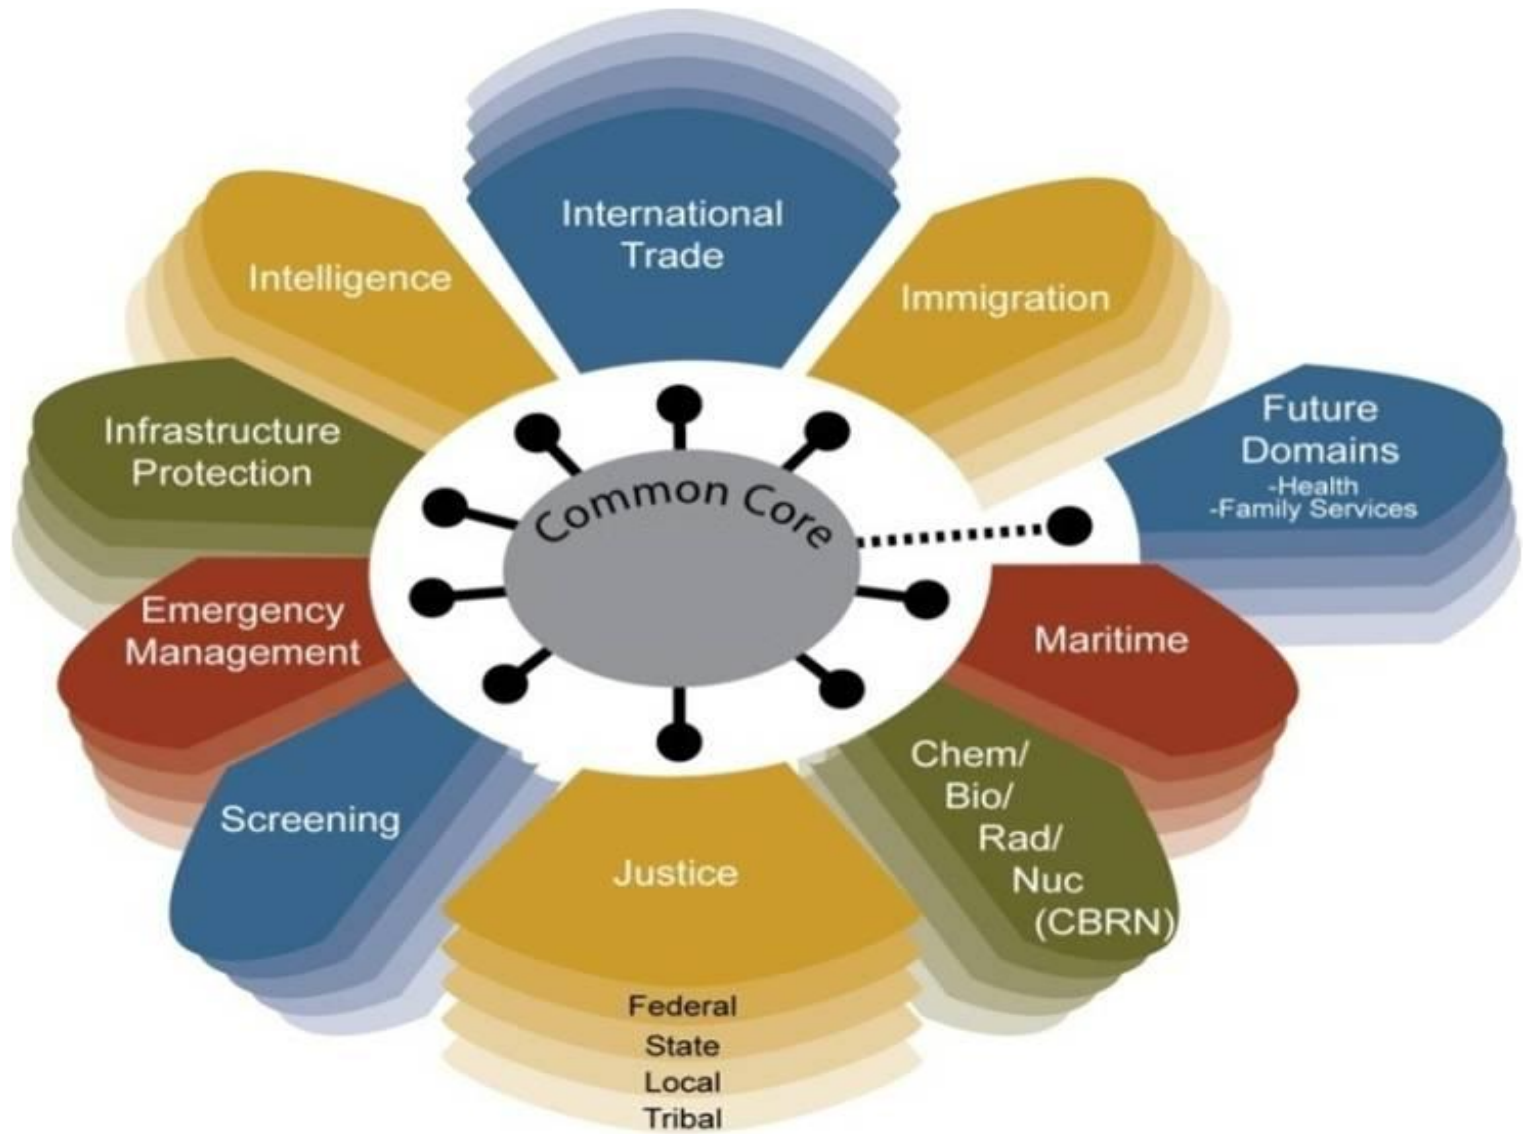 International
Trade
Intelligence
Immigration
Future
Domains
-Health
-Family Services
Infrastructure
Protection
Common Core
Emergency
Management
Maritime
Screening
Chem/
Bio/
Rad/
Nuc
(CBRN)
Justice
Federal
State
Local
Tribal